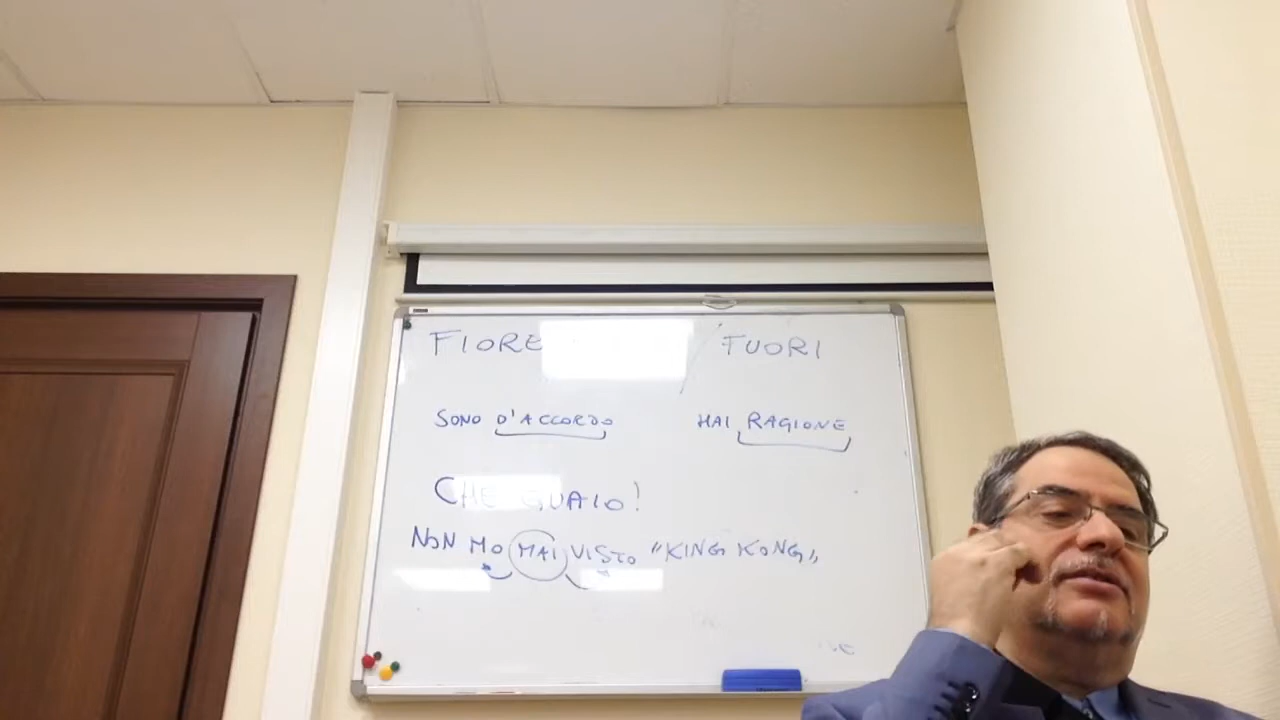 FIORE FUORI
SONO D'ACCORDO HAI RAGIONE
CHE GUAIO!
NON HO MAI VISTO "KING KONG"